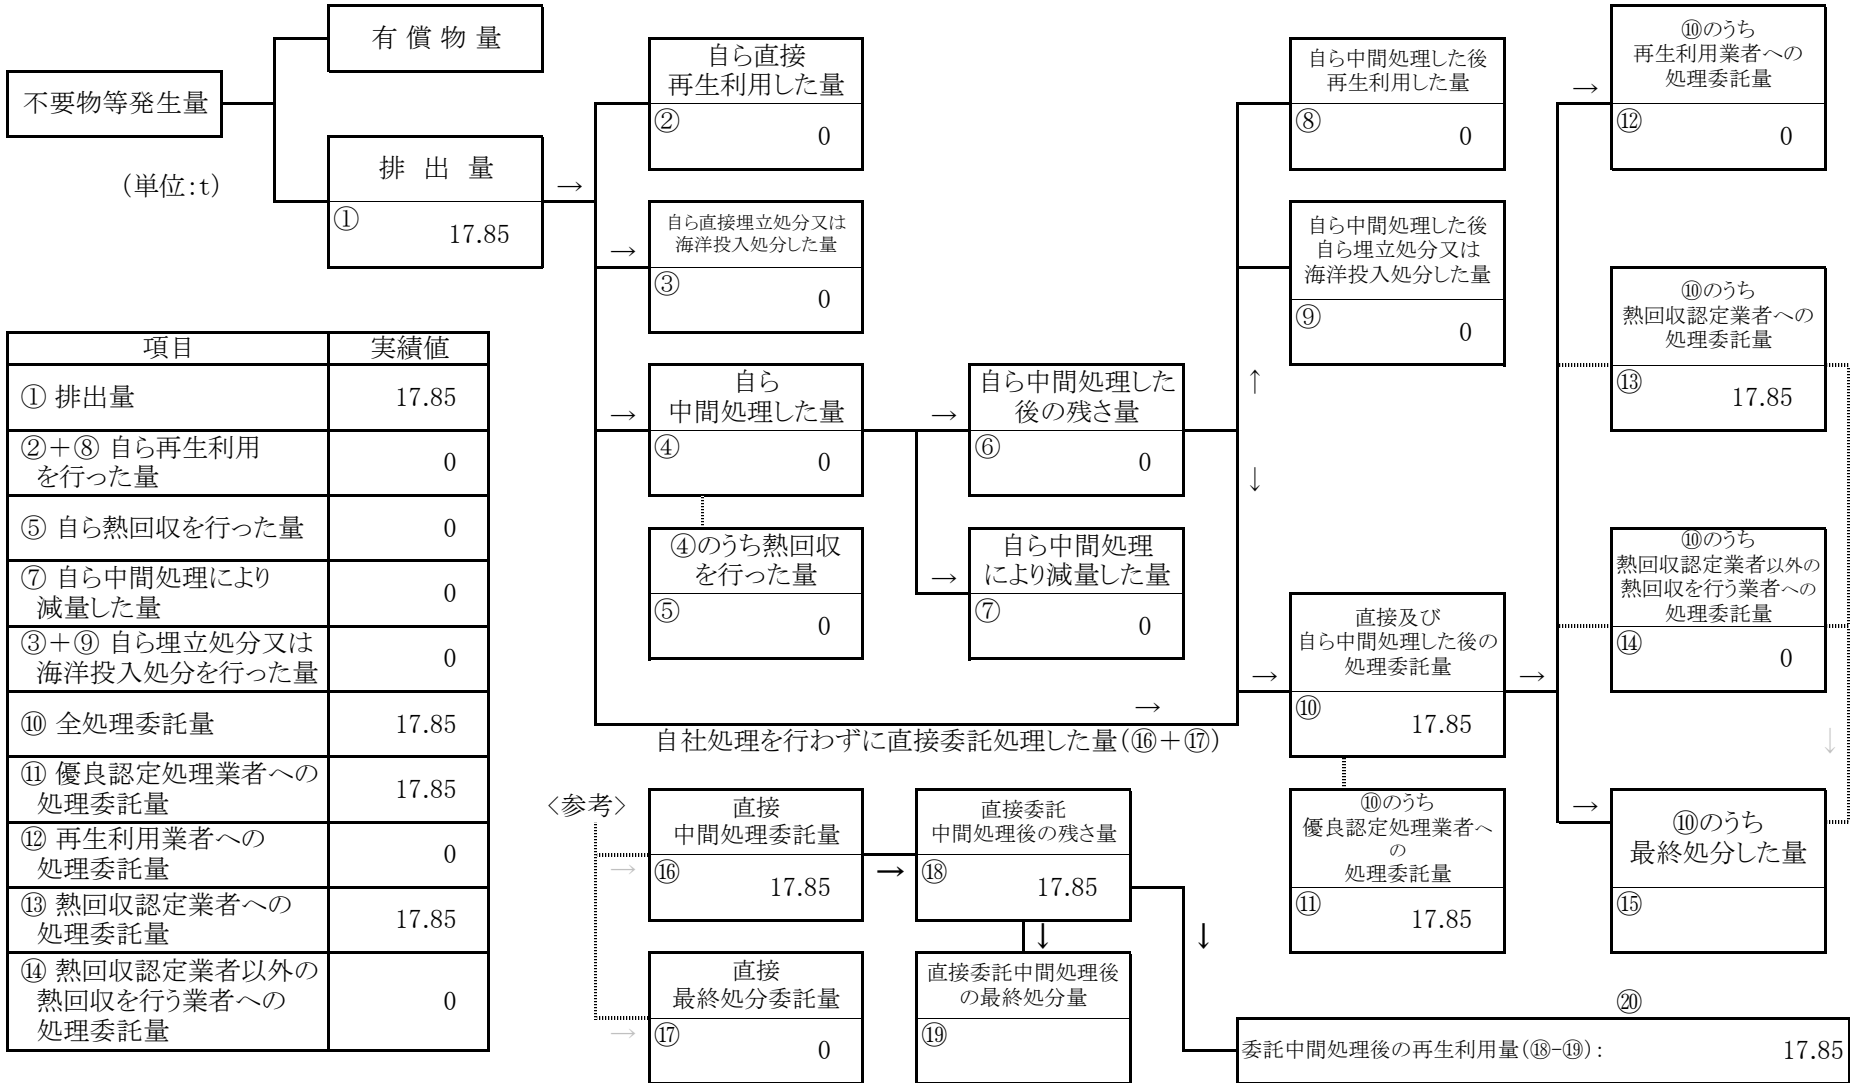 有 償 物 量
不要物等発生量
(単位:t)
排 出 量
→
①
17.85
自ら直接
再生利用した量
②
0
→
自ら直接埋立処分又は
海洋投入処分した量
③
0
→
自ら
中間処理した量
④
0
④のうち熱回収
を行った量
⑤
0
→
自ら中間処理した
後の残さ量
⑥
0
→
自ら中間処理
により減量した量
⑦
0
自ら中間処理した後
再生利用した量
⑧
0
自ら中間処理した後
自ら埋立処分又は
海洋投入処分した量
⑨
0
↑
↓
→
自社処理を行わずに直接委託処理した量(⑯+⑰)
→
直接及び
自ら中間処理した後の
処理委託量
⑩
17.85
→
⑩のうち
優良認定処理業者へ
の
処理委託量
⑪
17.85
→
⑩のうち
再生利用業者への
処理委託量
⑫
0
⑩のうち
熱回収認定業者への
処理委託量
⑬
17.85
⑩のうち
熱回収認定業者以外の
熱回収を行う業者への
処理委託量
⑭
0
↓
→
⑩のうち
最終処分した量
⑮
項目 実績値
① 排出量 17.85
②+⑧ 自ら再生利用
を行った量 0
⑤ 自ら熱回収を行った量 0
⑦ 自ら中間処理により
減量した量 0
③+⑨ 自ら埋立処分又は
海洋投入処分を行った量 0
⑩ 全処理委託量 17.85
⑪ 優良認定処理業者への
処理委託量 17.85
⑫ 再生利用業者への
処理委託量 0
⑬ 熱回収認定業者への
処理委託量 17.85
⑭ 熱回収認定業者以外の
熱回収を行う業者への
処理委託量 0
〈参考〉
→
直接
中間処理委託量
⑯
17.85
→
直接委託
中間処理後の残さ量
⑱
17.85
↓
↓
→
直接
最終処分委託量
⑰
0
直接委託中間処理後
の最終処分量
⑲
⑳
委託中間処理後の再生利用量(⑱-⑲): 17.85